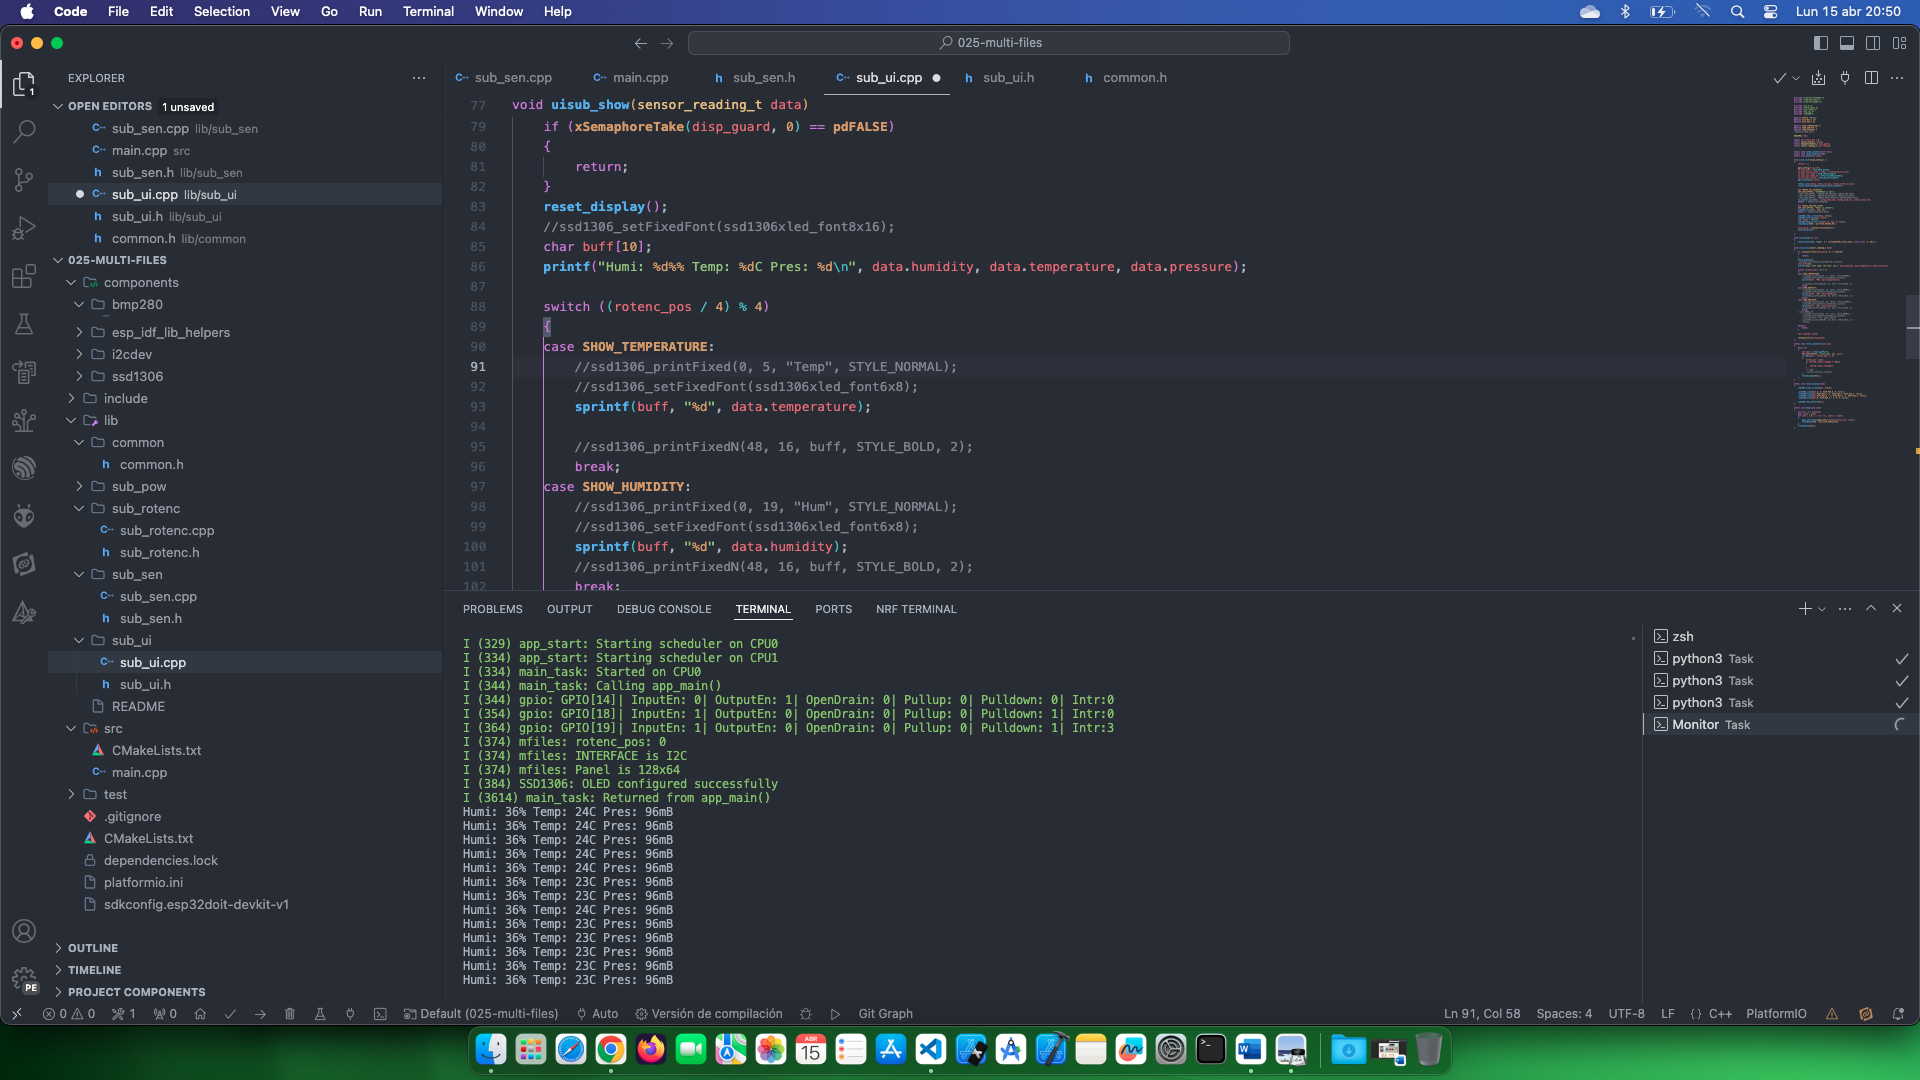 Code File Edit Selection View Go Run Terminal Window Help
Lun 15 abr 20:50
025-multi-files
EXPLORER
OPEN EDITORS 1 unsaved
sub_sen.cpp lib/sub_sen
main.cpp src
sub_sen.h lib/sub_sen
sub_ui.cpp lib/sub_ui
sub_ui.h lib/sub_ui
common.h lib/common
025-MULTI-FILES
components
bmp280
esp_idf_lib_helpers
i2cdev
ssd1306
include
lib
common
common.h
sub_pow
sub_rotenc
sub_rotenc.cpp
sub_rotenc.h
sub_sen
sub_sen.cpp
sub_sen.h
sub_ui
sub_ui.cpp
sub_ui.h
README
src
CMakeLists.txt
main.cpp
test
.gitignore
CMakeLists.txt
dependencies.lock
platformio.ini
sdkconfig.esp32doit-devkit-v1
OUTLINE
TIMELINE
PROJECT COMPONENTS
sub_sen.cpp main.cpp sub_sen.h sub_ui.cpp sub_ui.h common.h
77 void uisub_show(sensor_reading_t data)
79 if (xSemaphoreTake(disp_guard, 0) == pdFALSE)
80 {
81 return;
82 }
83 reset_display();
84 //ssd1306_setFixedFont(ssd1306xled_font8x16);
85 char buff[10];
86 printf("Humi: %d%% Temp: %dC Pres: %d\n", data.humidity, data.temperature, data.pressure);
87
88 switch ((rotenc_pos / 4) % 4)
89 {
90 case SHOW_TEMPERATURE:
91 //ssd1306_printFixed(0, 5, "Temp", STYLE_NORMAL);
92 //ssd1306_setFixedFont(ssd1306xled_font6x8);
93 sprintf(buff, "%d", data.temperature);
94
95 //ssd1306_printFixedN(48, 16, buff, STYLE_BOLD, 2);
96 break;
97 case SHOW_HUMIDITY:
98 //ssd1306_printFixed(0, 19, "Hum", STYLE_NORMAL);
99 //ssd1306_setFixedFont(ssd1306xled_font6x8);
100 sprintf(buff, "%d", data.humidity);
101 //ssd1306_printFixedN(48, 16, buff, STYLE_BOLD, 2);
102 break;
PROBLEMS OUTPUT DEBUG CONSOLE TERMINAL PORTS NRF TERMINAL
I (329) app_start: Starting scheduler on CPU0
I (334) app_start: Starting scheduler on CPU1
I (334) main_task: Started on CPU0
I (344) main_task: Calling app_main()
I (344) gpio: GPIO[14]| InputEn: 0| OutputEn: 1| OpenDrain: 0| Pullup: 0| Pulldown: 0| Intr:0
I (354) gpio: GPIO[18]| InputEn: 1| OutputEn: 0| OpenDrain: 0| Pullup: 0| Pulldown: 1| Intr:0
I (364) gpio: GPIO[19]| InputEn: 1| OutputEn: 0| OpenDrain: 0| Pullup: 0| Pulldown: 1| Intr:3
I (374) mfiles: rotenc_pos: 0
I (374) mfiles: INTERFACE is I2C
I (374) mfiles: Panel is 128x64
I (384) SSD1306: OLED configured successfully
I (3614) main_task: Returned from app_main()
Humi: 36% Temp: 24C Pres: 96mB
Humi: 36% Temp: 24C Pres: 96mB
Humi: 36% Temp: 24C Pres: 96mB
Humi: 36% Temp: 24C Pres: 96mB
Humi: 36% Temp: 24C Pres: 96mB
Humi: 36% Temp: 23C Pres: 96mB
Humi: 36% Temp: 23C Pres: 96mB
Humi: 36% Temp: 24C Pres: 96mB
Humi: 36% Temp: 23C Pres: 96mB
Humi: 36% Temp: 23C Pres: 96mB
Humi: 36% Temp: 23C Pres: 96mB
Humi: 36% Temp: 23C Pres: 96mB
Humi: 36% Temp: 23C Pres: 96mB
zsh
python3 Task
python3 Task
python3 Task
Monitor Task
1
PE
0 0 1 0 Default (025-multi-files) Auto Versión de compilación Git Graph
Ln 91, Col 58 Spaces: 4 UTF-8 LF {} C++ PlatformIO
ABR
15